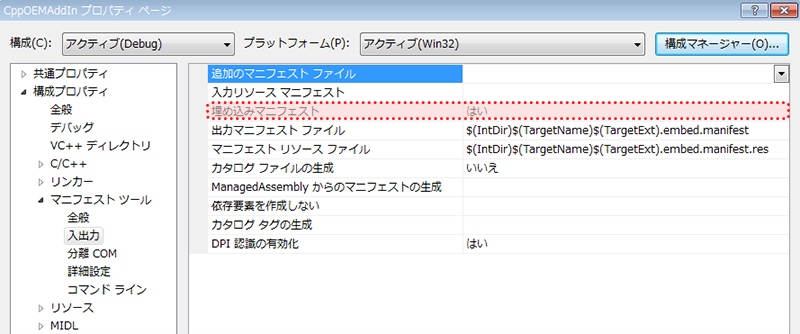 CppOEMAddIn プロパティ ページ
構成(C): アクティブ(Debug) プラットフォーム(P): アクティブ(Win32) 構成マネージャー(O)...
共通プロパティ
構成プロパティ
全般
デバッグ
VC++ ディレクトリ
C/C++
リンカー
マニフェスト ツール
全般
入出力
分離 COM
詳細設定
コマンド ライン
リソース
MIDL
追加のマニフェスト ファイル
入力リソース マニフェスト
埋め込みマニフェスト はい
出力マニフェスト ファイル $(IntDir)$(TargetName)$(TargetExt).embed.manifest
マニフェスト リソース ファイル $(IntDir)$(TargetName)$(TargetExt).embed.manifest.res
カタログ ファイルの生成 いいえ
ManagedAssembly からのマニフェストの生成
依存要素を作成しない
カタログ タグの生成
DPI 認識の有効化 はい